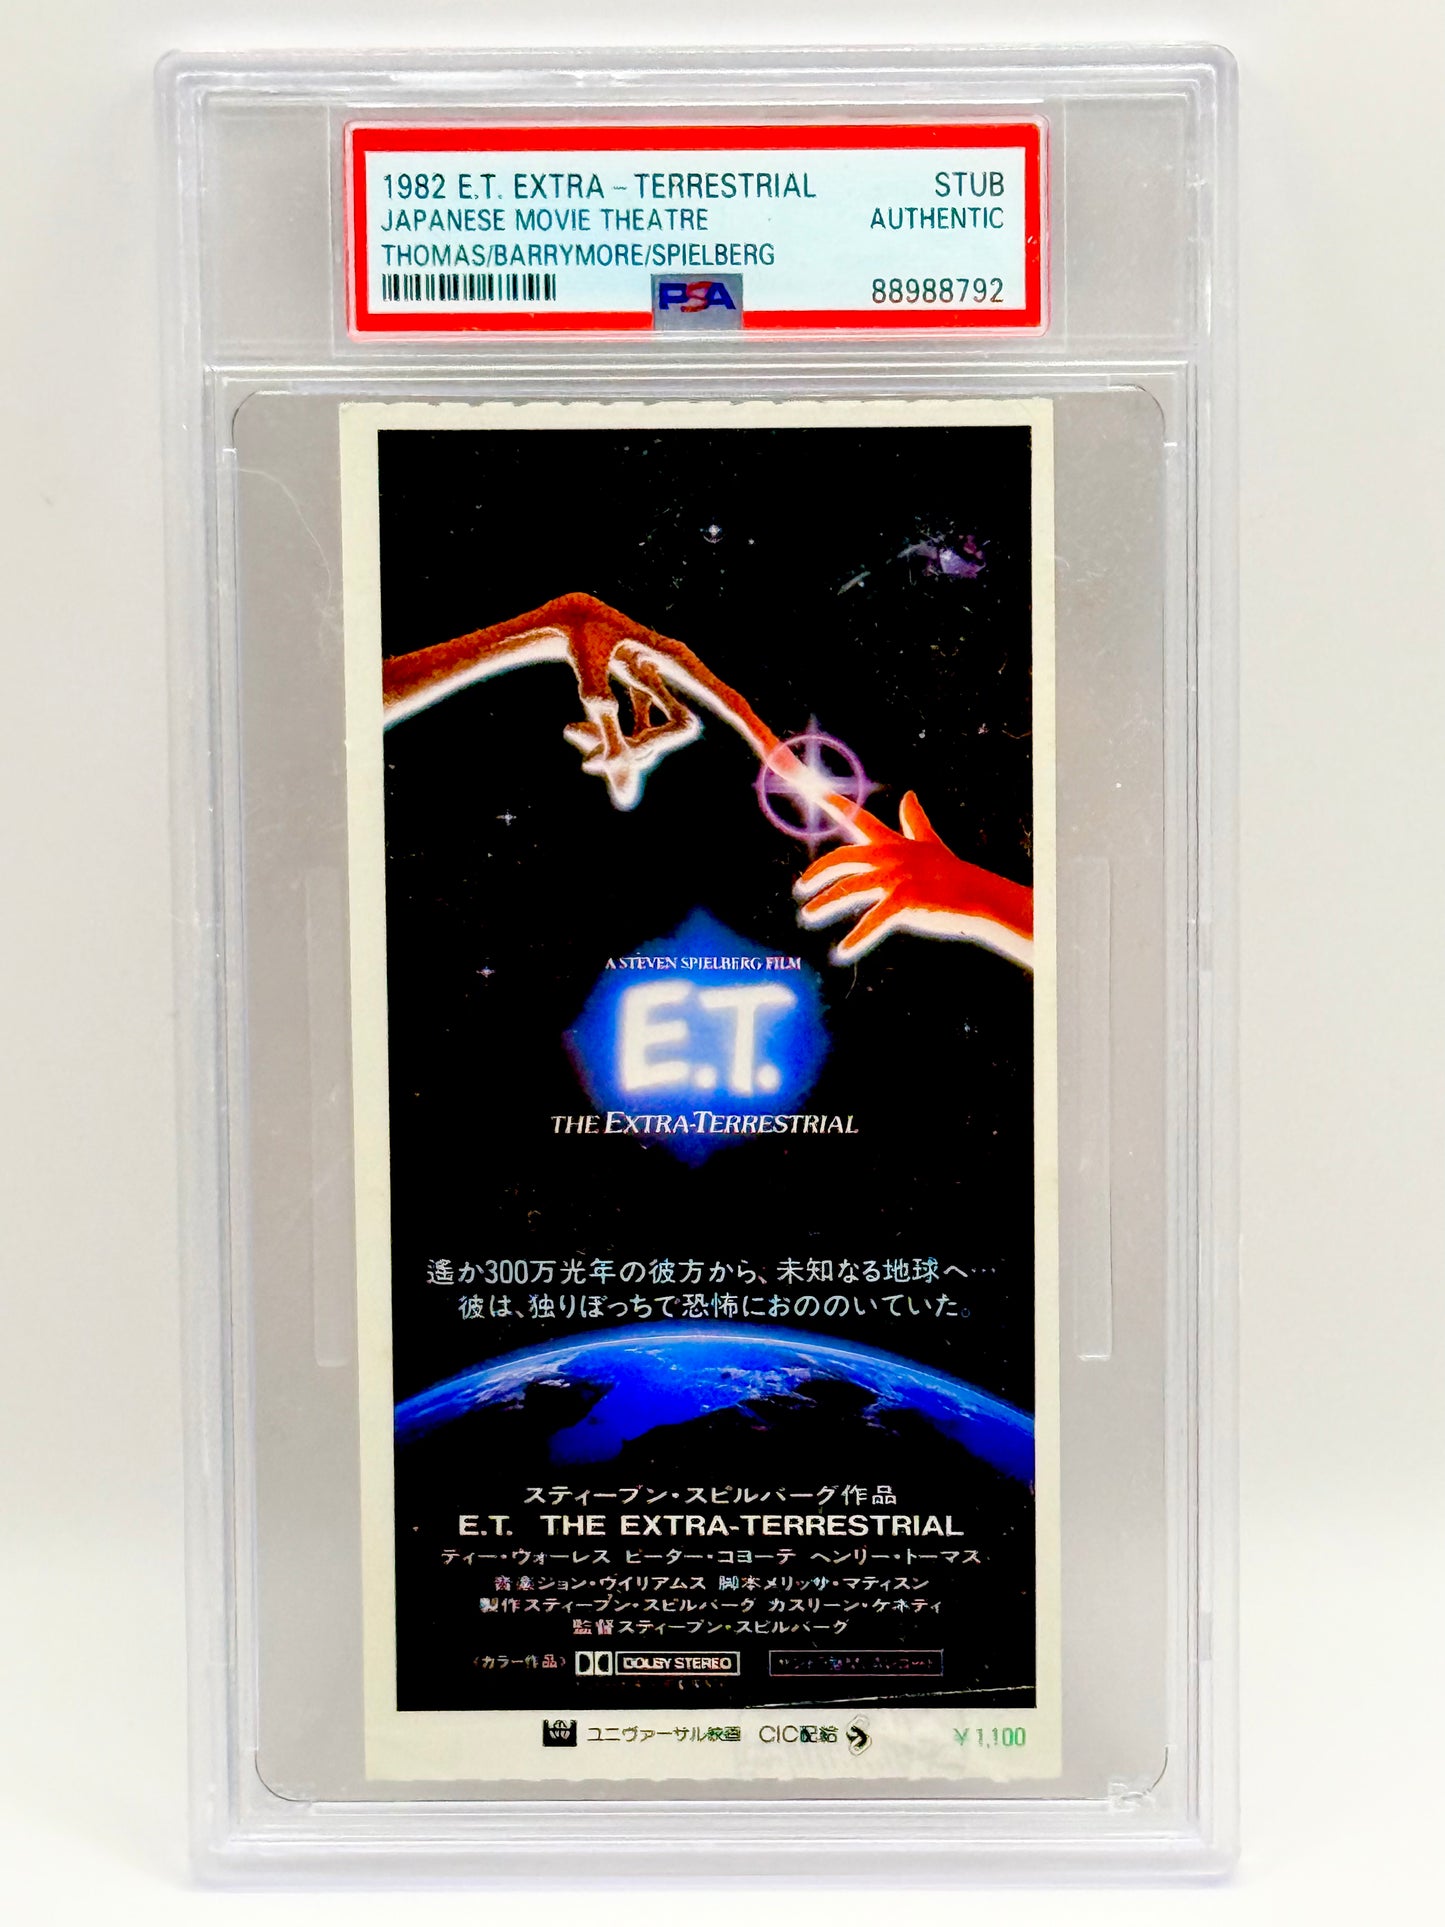 1982 E.T. EXTRA-TERRESTRIAL STUB
JAPANESE MOVIE THEATRE AUTHENTIC
THOMAS/BARRYMORE/SPIELBERG
PSA 88988792
A STEVEN SPIELBERG FILM
E.T.
THE EXTRA-TERRESTRIAL
遙か300万光年の彼方から、未知なる地球へ…
彼は、独りぼっちで恐怖におののいていた。
スティーブン・スピルバーグ作品
E.T. THE EXTRA-TERRESTRIAL
ディー・ウォーレス ピーター・コヨーテ ヘンリー・トーマス
音楽ジョン・ウイリアムス 脚本メリッサ・マティスン
製作スティーブン・スピルバーグ カスリーン・ケネディ
監督スティーブン・スピルバーグ
〈カラー作品〉 DOLBY STEREO
ユニヴァーサル映画 CIC配給
¥1,100